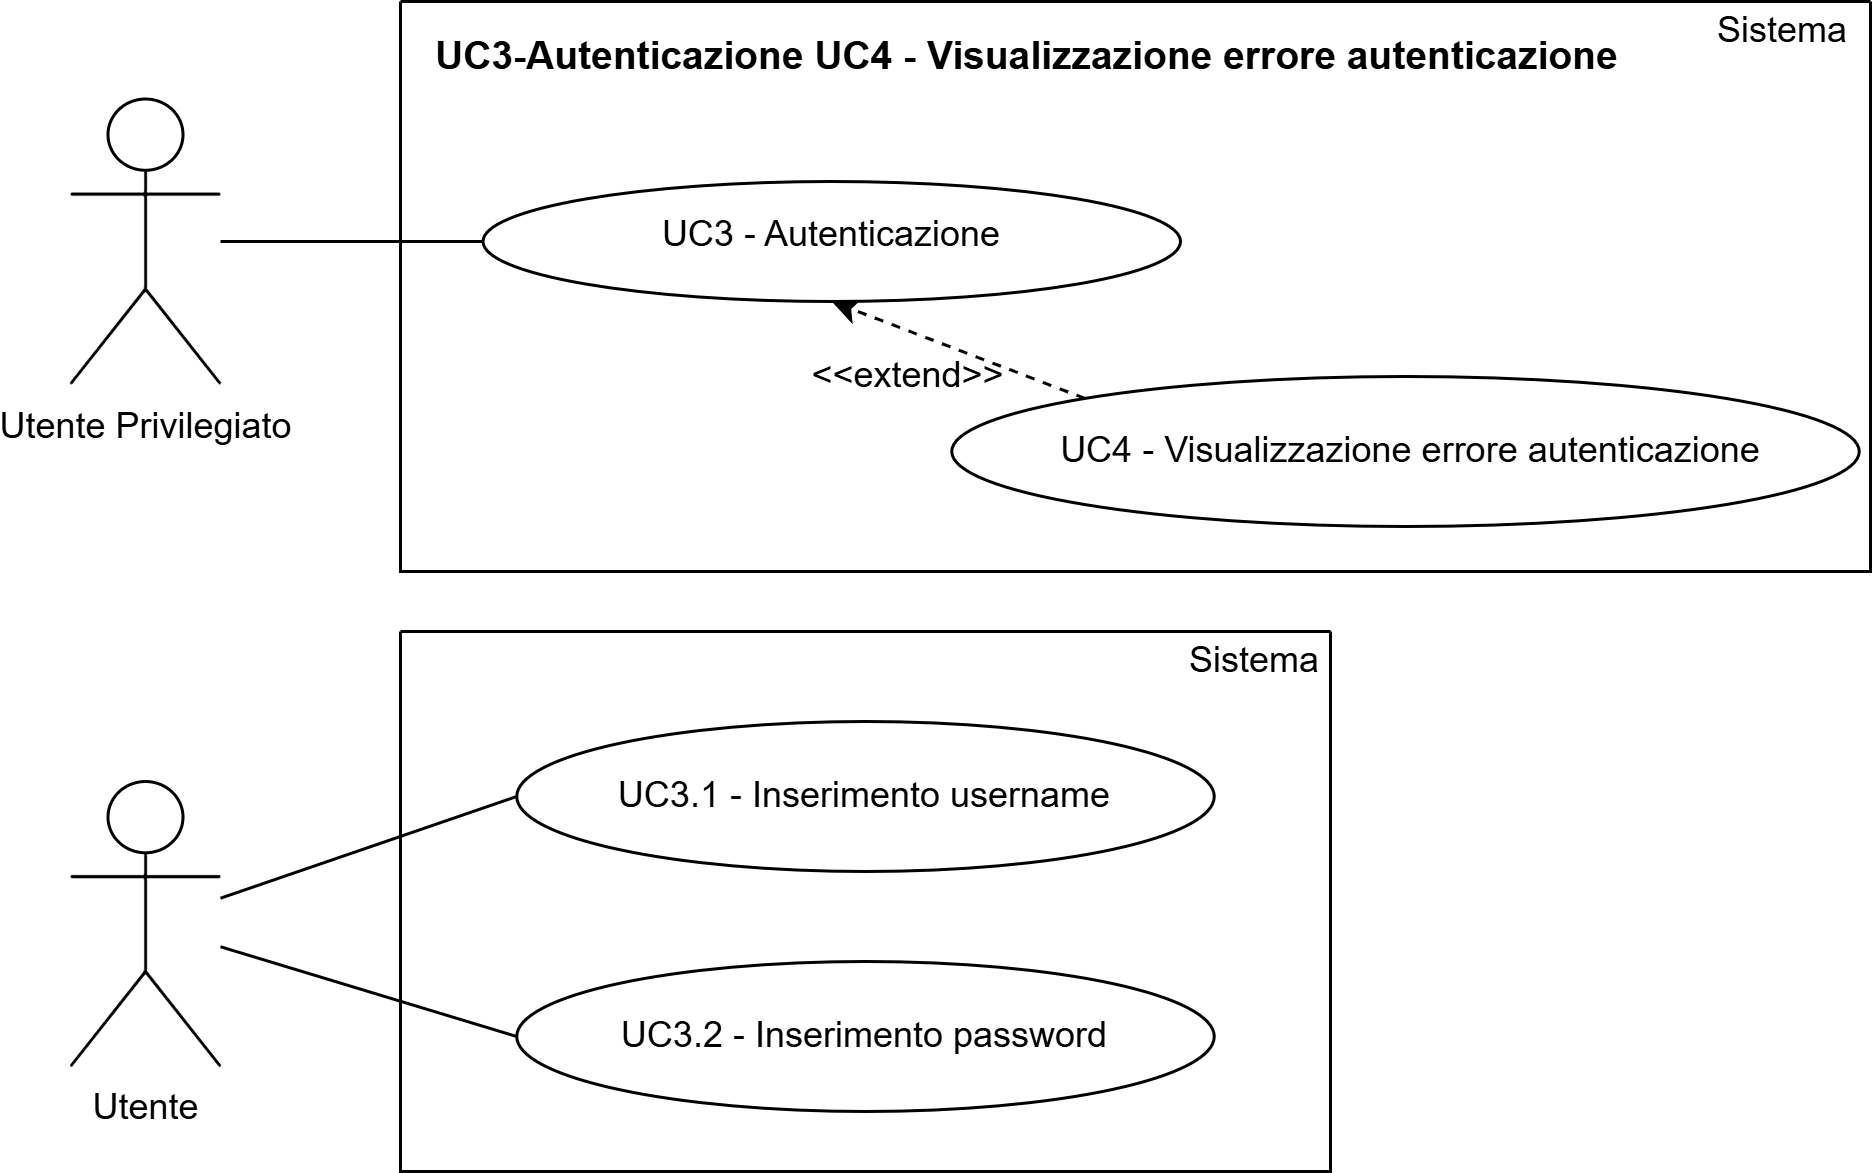 Sistema
UC3-Autenticazione UC4 - Visualizzazione errore autenticazione
UC3 - Autenticazione
<<extend>>
Utente Privilegiato
UC4 - Visualizzazione errore autenticazione
Sistema
UC3.1 - Inserimento username
UC3.2 - Inserimento password
Utente